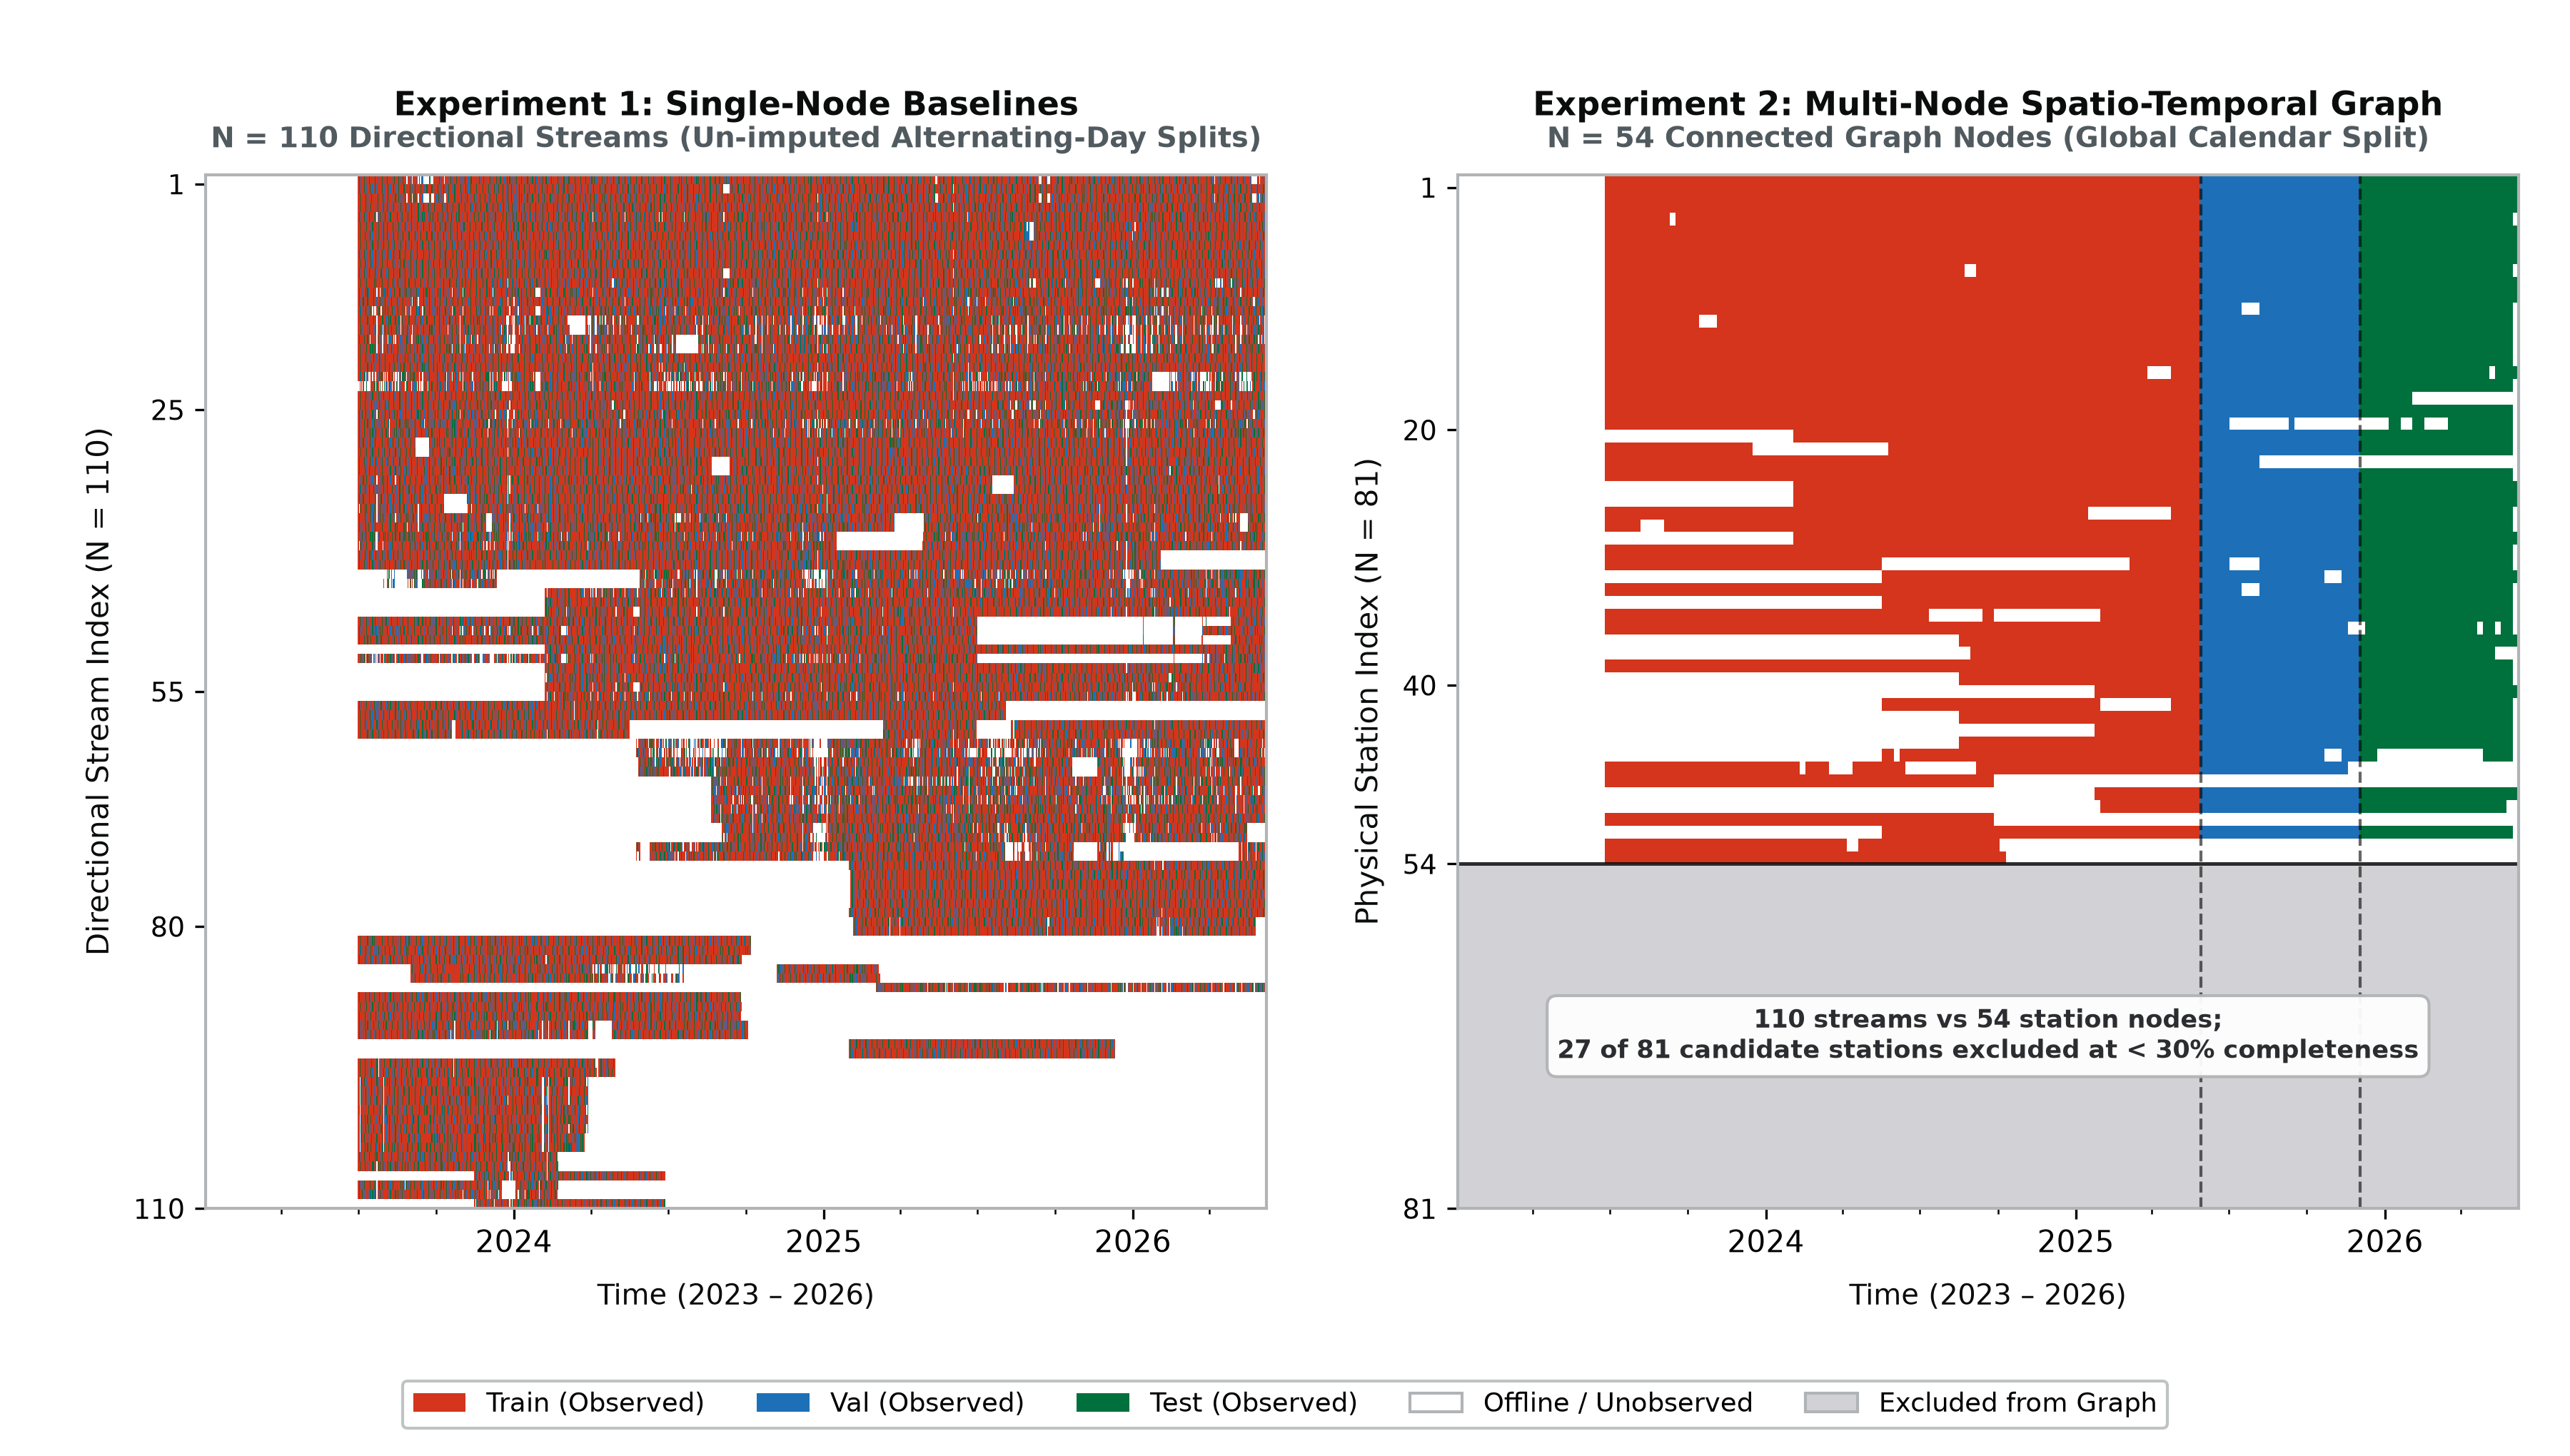 Experiment 1: Single-Node Baselines
N = 110 Directional Streams (Un-imputed Alternating-Day Splits)
Directional Stream Index (N = 110)
1
25
55
80
110
2024
2025
2026
Time (2023 – 2026)
Experiment 2: Multi-Node Spatio-Temporal Graph
N = 54 Connected Graph Nodes (Global Calendar Split)
Physical Station Index (N = 81)
1
20
40
54
81
110 streams vs 54 station nodes;
27 of 81 candidate stations excluded at < 30% completeness
2024
2025
2026
Time (2023 – 2026)
Train (Observed)
Val (Observed)
Test (Observed)
Offline / Unobserved
Excluded from Graph